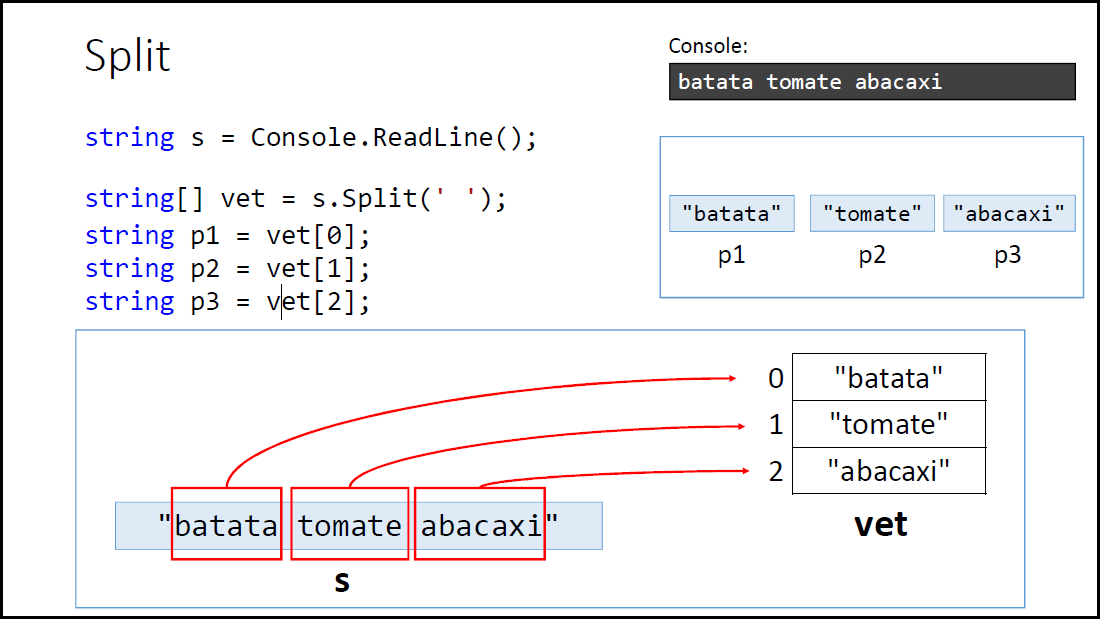 Split
Console:
batata tomate abacaxi
string s = Console.ReadLine();
string[] vet = s.Split(' ');
string p1 = vet[0];
string p2 = vet[1];
string p3 = vet[2];
"batata" "tomate" "abacaxi"
p1 p2 p3
0 "batata"
1 "tomate"
2 "abacaxi"
vet
"batata tomate abacaxi"
s